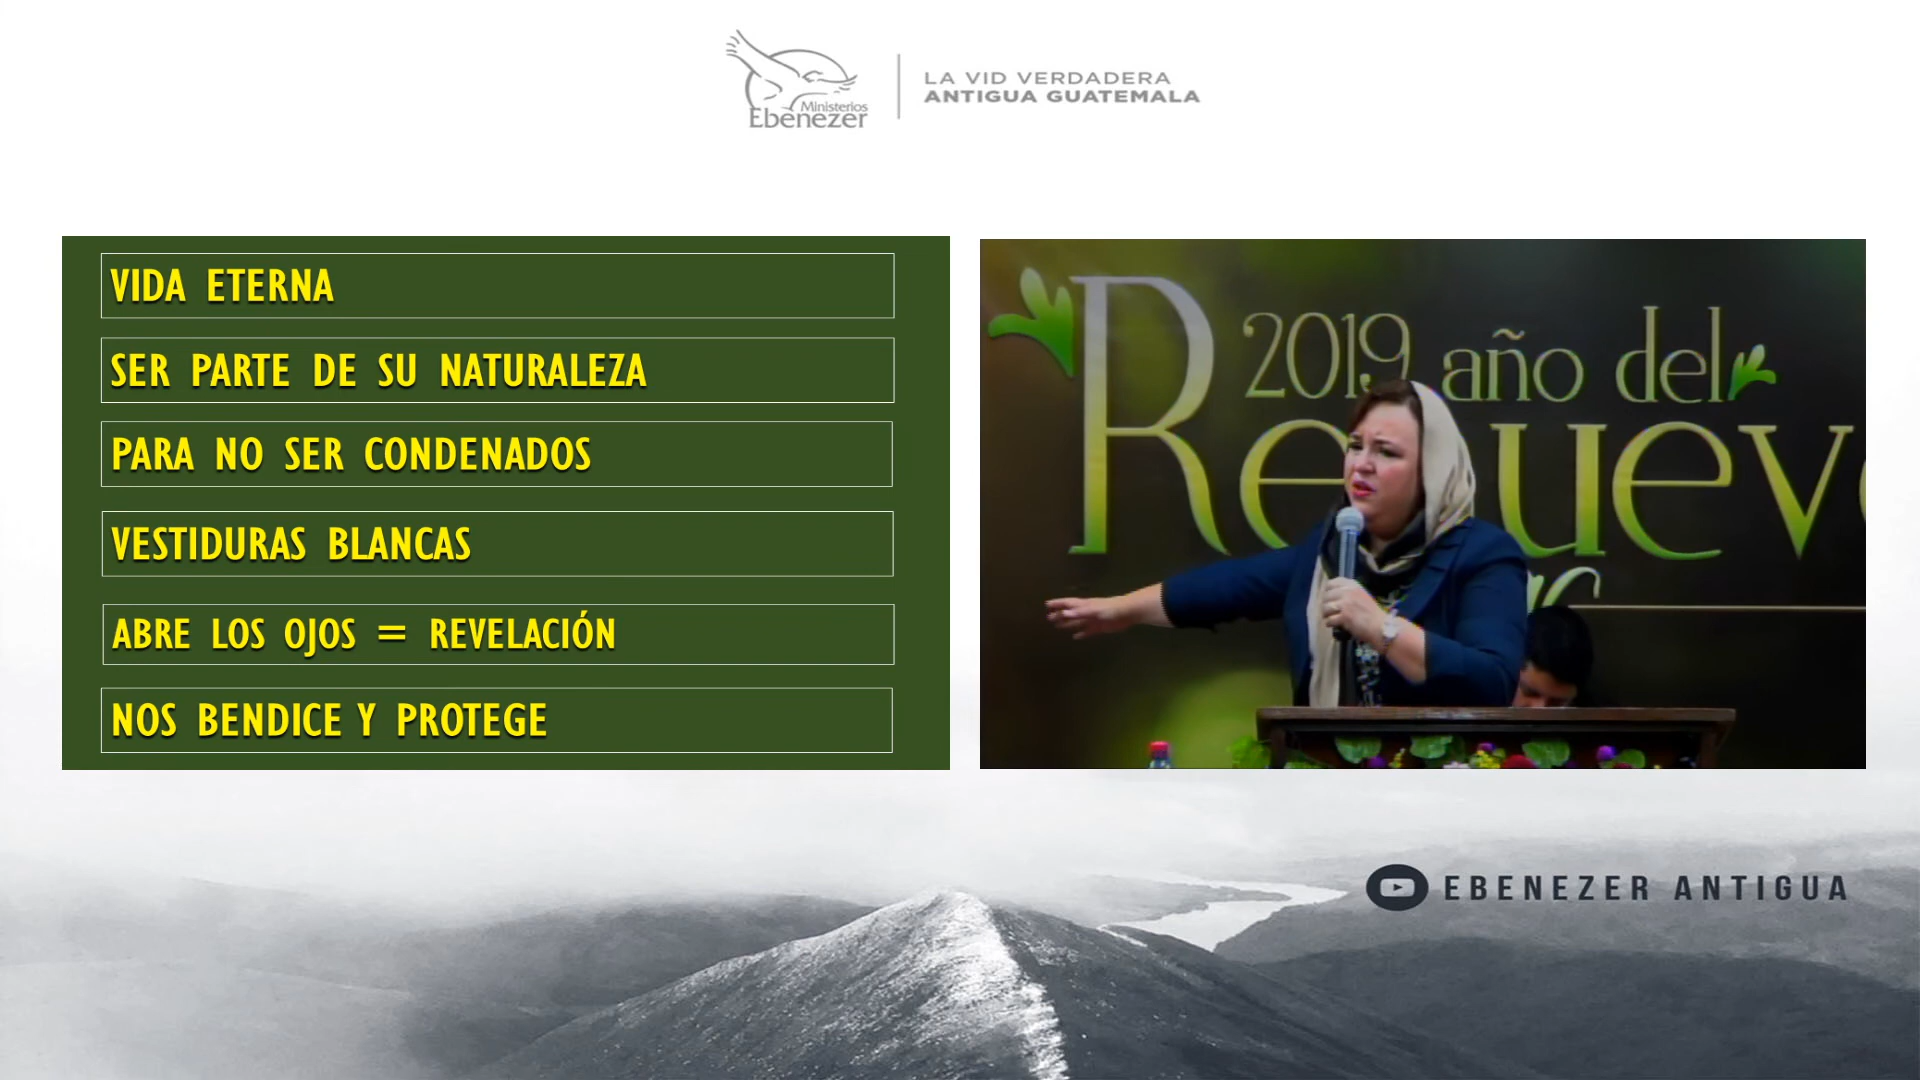 Ministerios
Ebenezer
LA VID VERDADERA
ANTIGUA GUATEMALA
VIDA ETERNA
SER PARTE DE SU NATURALEZA
PARA NO SER CONDENADOS
VESTIDURAS BLANCAS
ABRE LOS OJOS = REVELACIÓN
NOS BENDICE Y PROTEGE
2019 año del
EBENEZER ANTIGUA